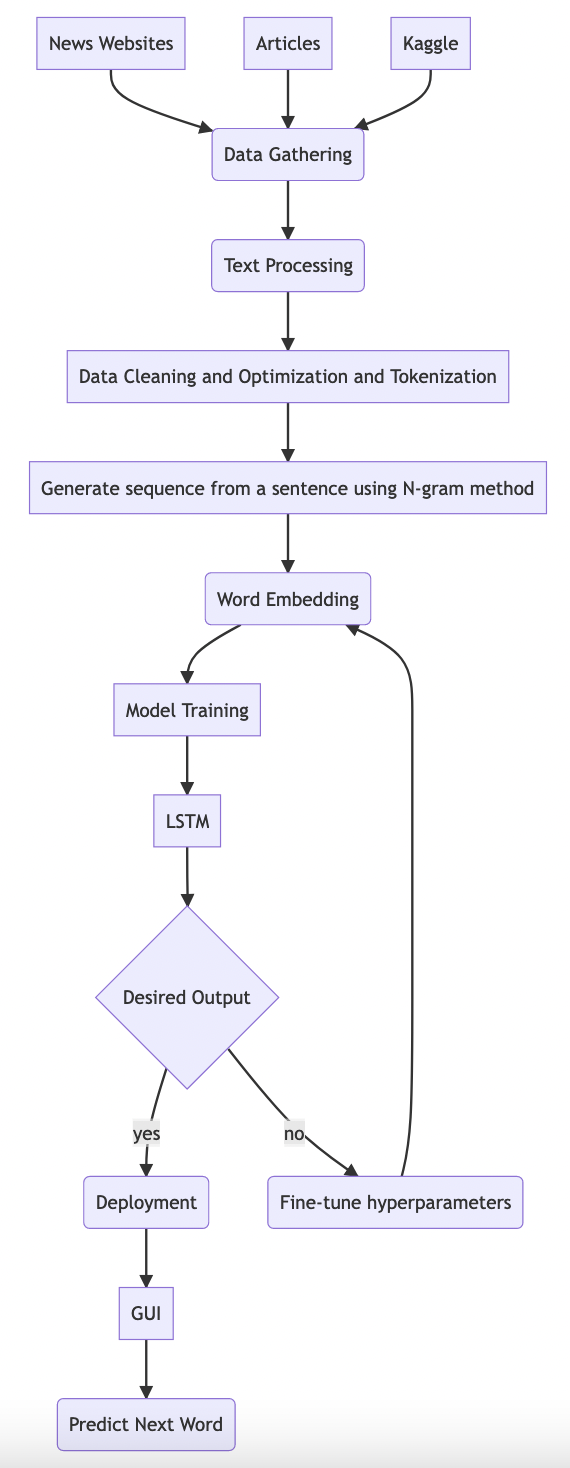 News Websites
Articles
Kaggle
Data Gathering
Text Processing
Data Cleaning and Optimization and Tokenization
Generate sequence from a sentence using N-gram method
Word Embedding
Model Training
LSTM
Desired Output
yes
no
Deployment
Fine-tune hyperparameters
GUI
Predict Next Word